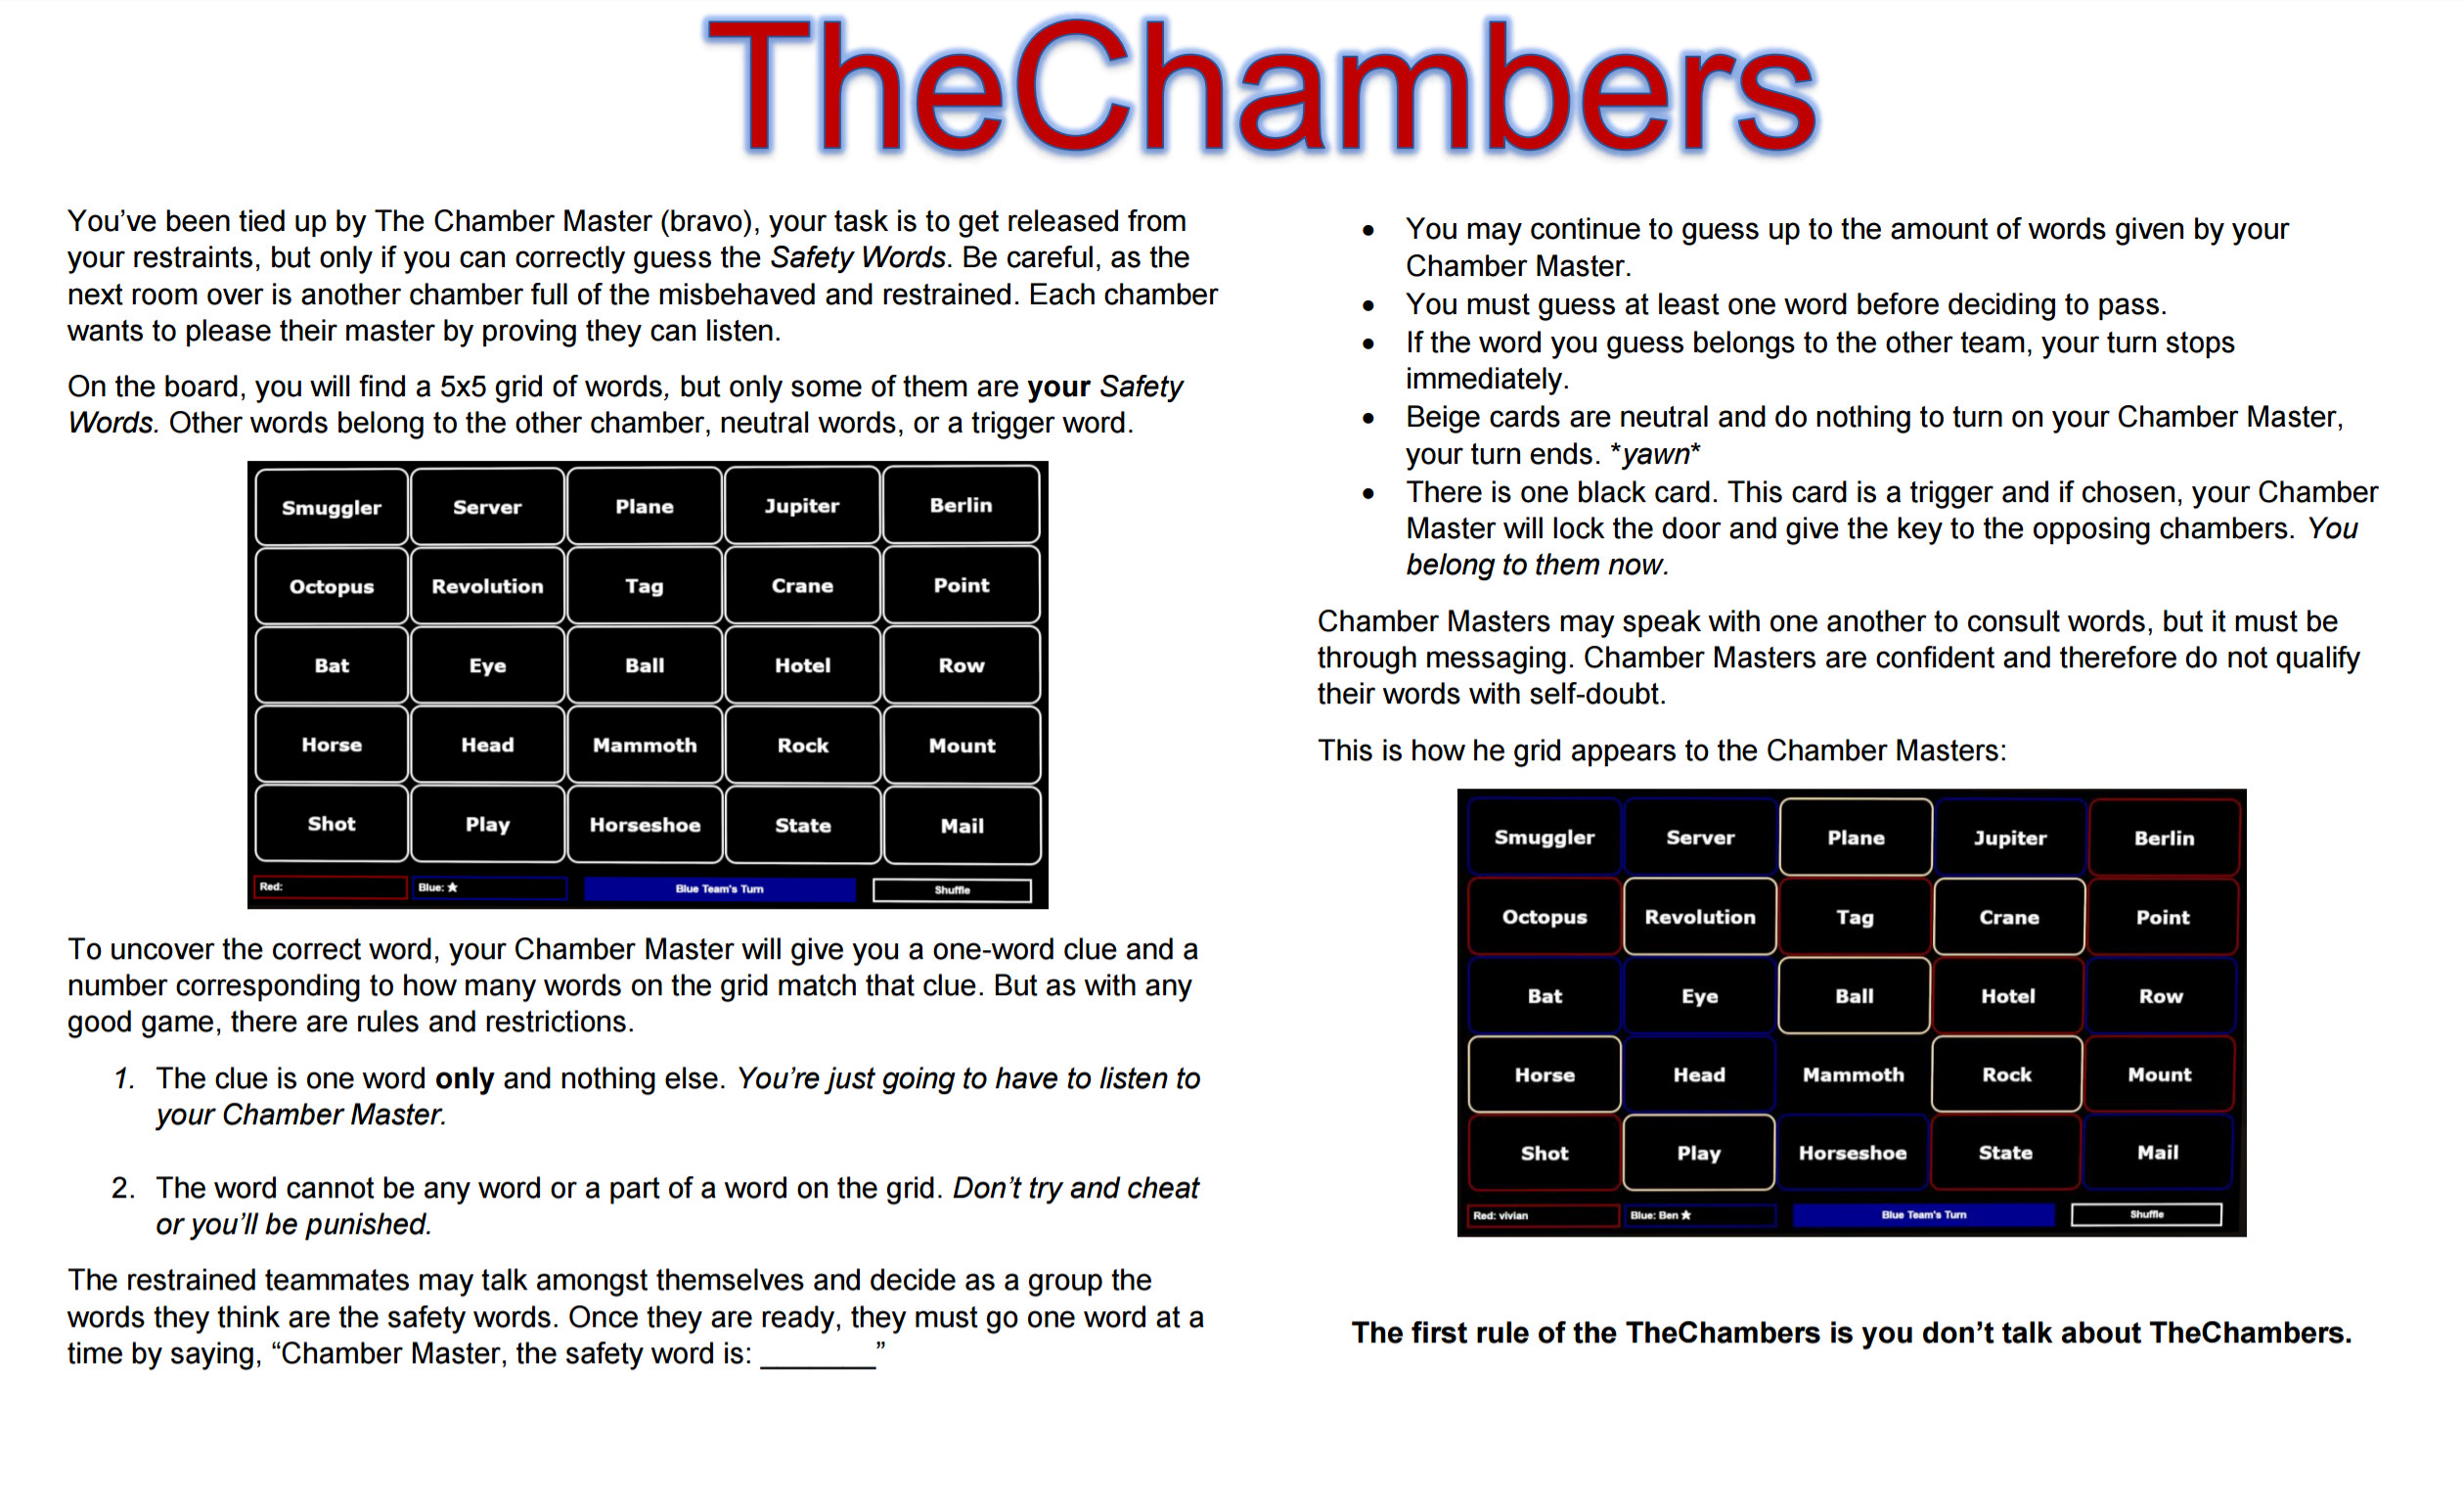 TheChambers
You’ve been tied up by The Chamber Master (bravo), your task is to get released from
your restraints, but only if you can correctly guess the Safety Words. Be careful, as the
next room over is another chamber full of the misbehaved and restrained. Each chamber
wants to please their master by proving they can listen.
On the board, you will find a 5x5 grid of words, but only some of them are your Safety
Words. Other words belong to the other chamber, neutral words, or a trigger word.
Smuggler Server Plane Jupiter Berlin
Octopus Revolution Tag Crane Point
Bat Eye Ball Hotel Row
Horse Head Mammoth Rock Mount
Shot Play Horseshoe State Mail
Red: Blue: ★ Blue Team's Turn Shuffle
To uncover the correct word, your Chamber Master will give you a one-word clue and a
number corresponding to how many words on the grid match that clue. But as with any
good game, there are rules and restrictions.
1. The clue is one word only and nothing else. You’re just going to have to listen to
your Chamber Master.
2. The word cannot be any word or a part of a word on the grid. Don’t try and cheat
or you’ll be punished.
The restrained teammates may talk amongst themselves and decide as a group the
words they think are the safety words. Once they are ready, they must go one word at a
time by saying, “Chamber Master, the safety word is: _______”
• You may continue to guess up to the amount of words given by your
Chamber Master.
• You must guess at least one word before deciding to pass.
• If the word you guess belongs to the other team, your turn stops
immediately.
• Beige cards are neutral and do nothing to turn on your Chamber Master,
your turn ends. *yawn*
• There is one black card. This card is a trigger and if chosen, your Chamber
Master will lock the door and give the key to the opposing chambers. You
belong to them now.
Chamber Masters may speak with one another to consult words, but it must be
through messaging. Chamber Masters are confident and therefore do not qualify
their words with self-doubt.
This is how he grid appears to the Chamber Masters:
Smuggler Server Plane Jupiter Berlin
Octopus Revolution Tag Crane Point
Bat Eye Ball Hotel Row
Horse Head Mammoth Rock Mount
Shot Play Horseshoe State Mail
Red: vivian Blue: Ben ★ Blue Team's Turn Shuffle
The first rule of the TheChambers is you don’t talk about TheChambers.